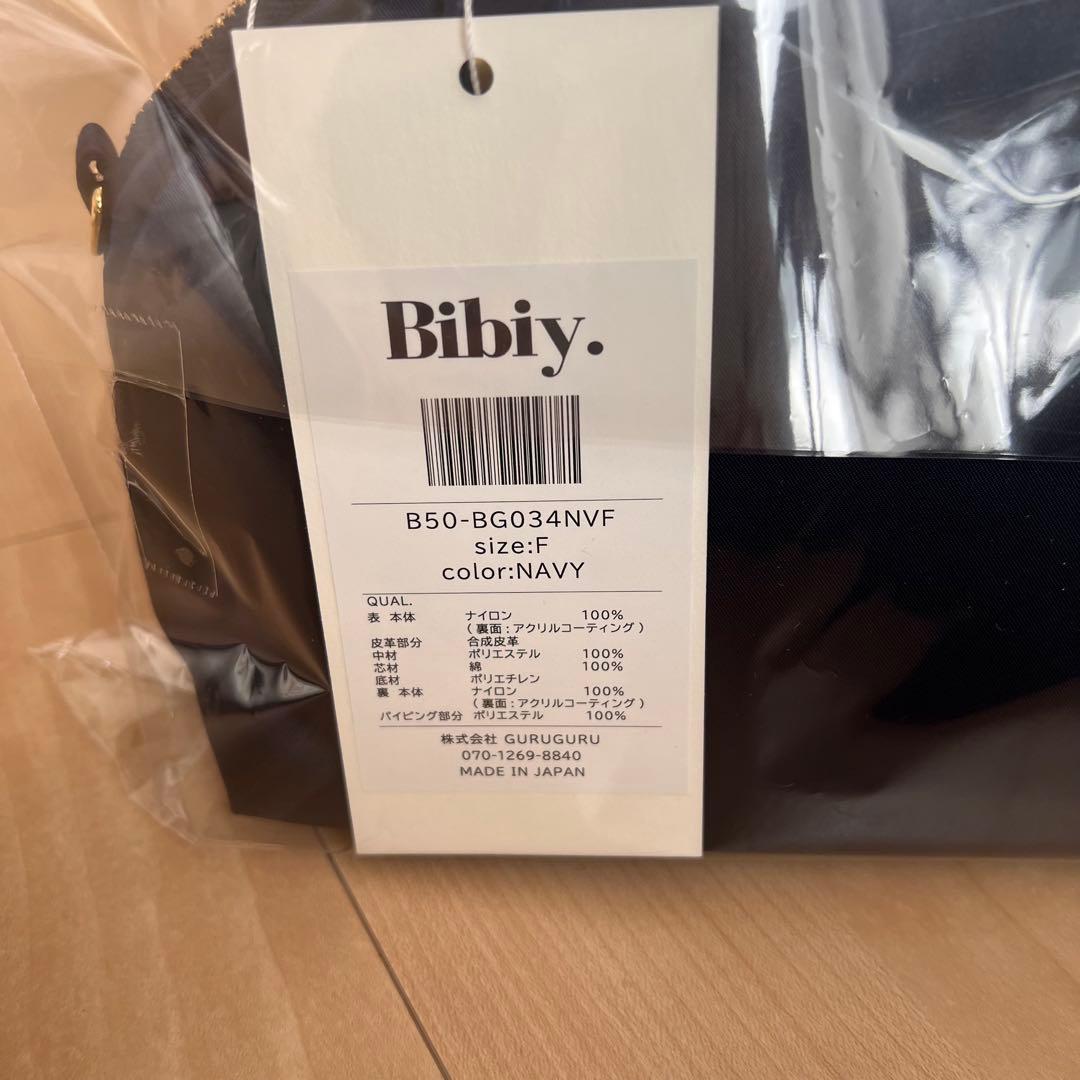 Bibiy.
B50-BG034NVF
size:F
color:NAVY
QUAL.
表 本体 ナイロン 100%
(裏面:アクリルコーティング)
皮革部分 合成皮革
中材 ポリエステル 100%
芯材 綿 100%
底材 ポリエチレン
裏 本体 ナイロン 100%
(裏面:アクリルコーティング)
パイピング部分 ポリエステル 100%
株式会社 GURUGURU
070-1269-8840
MADE IN JAPAN